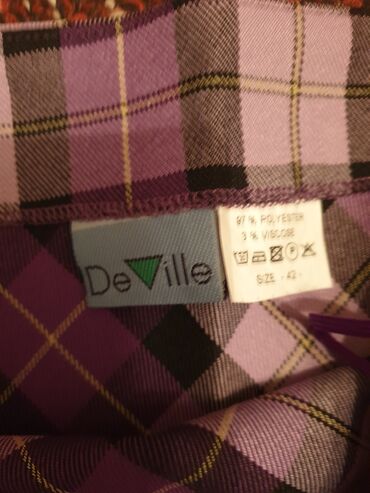 DeVille
97 % POLYESTER
3 % VISCOSE
SIZE - 42 -